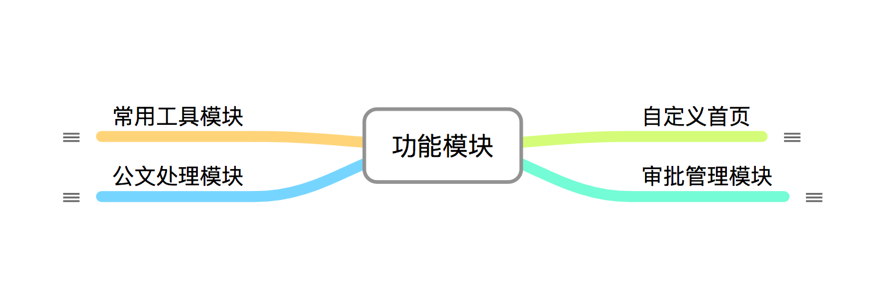 常用工具模块
自定义首页
功能模块
公文处理模块
审批管理模块